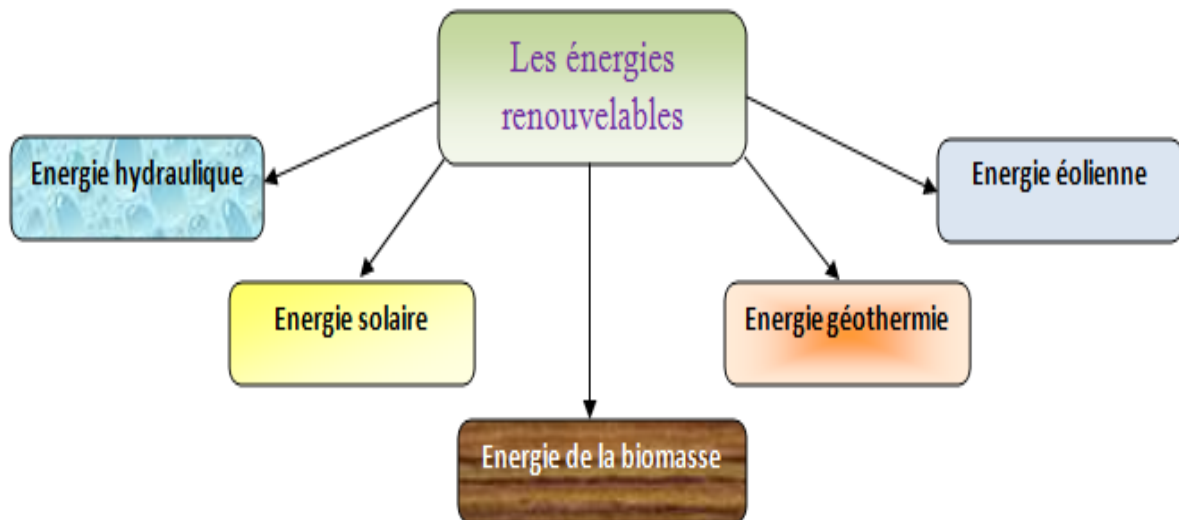 Les énergies
renouvelables
Energie hydraulique
Energie éolienne
Energie solaire
Energie géothermie
Energie de la biomasse